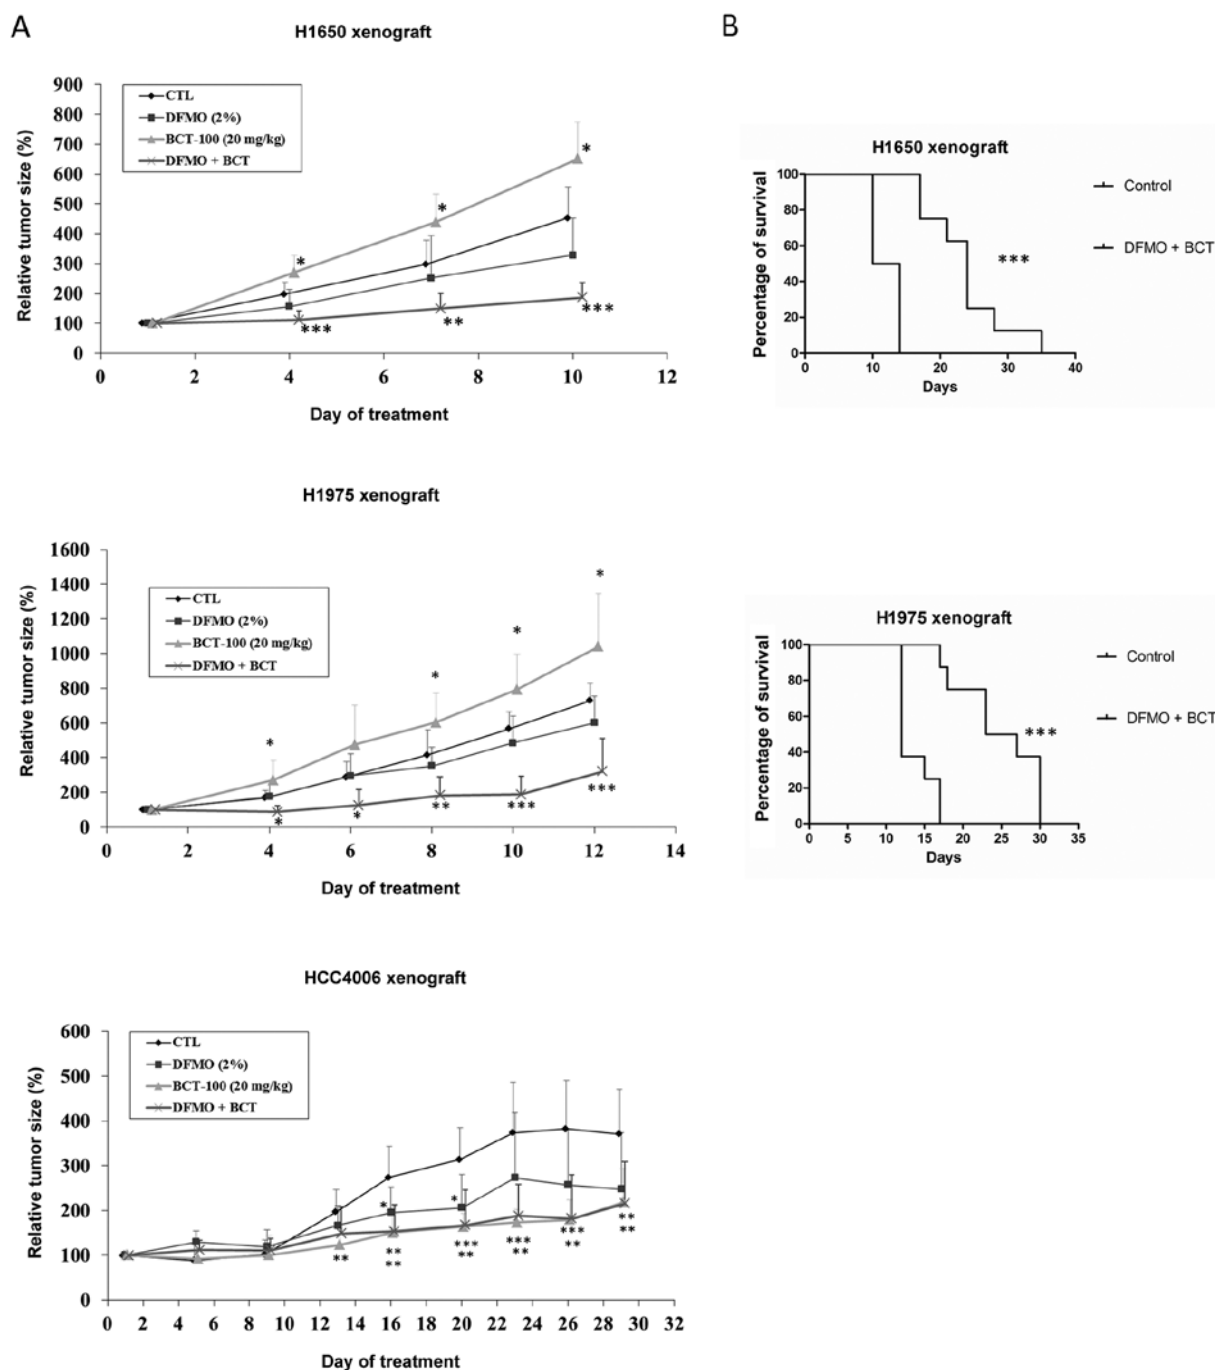 A
H1650 xenograft
Relative tumor size (%)
900
800
700
600
500
400
300
200
100
0
CTL
DFMO (2%)
BCT-100 (20 mg/kg)
DFMO + BCT
* * *
*** ** ***
0 2 4 6 8 10 12
Day of treatment
B
H1650 xenograft
Percentage of survival
100
80
60
40
20
0
***
0 10 20 30 40
Days
Control
DFMO + BCT
H1975 xenograft
Relative tumor size (%)
1600
1400
1200
1000
800
600
400
200
0
CTL
DFMO (2%)
BCT-100 (20 mg/kg)
DFMO + BCT
* * * *
* * ** *** ***
0 2 4 6 8 10 12 14
Day of treatment
H1975 xenograft
Percentage of survival
100
80
60
40
20
0
***
0 5 10 15 20 25 30 35
Days
Control
DFMO + BCT
HCC4006 xenograft
Relative tumor size (%)
600
500
400
300
200
100
0
CTL
DFMO (2%)
BCT-100 (20 mg/kg)
DFMO + BCT
* *
** ** *** *** *** **
** ** ** ** **
0 2 4 6 8 10 12 14 16 18 20 22 24 26 28 30 32
Day of treatment